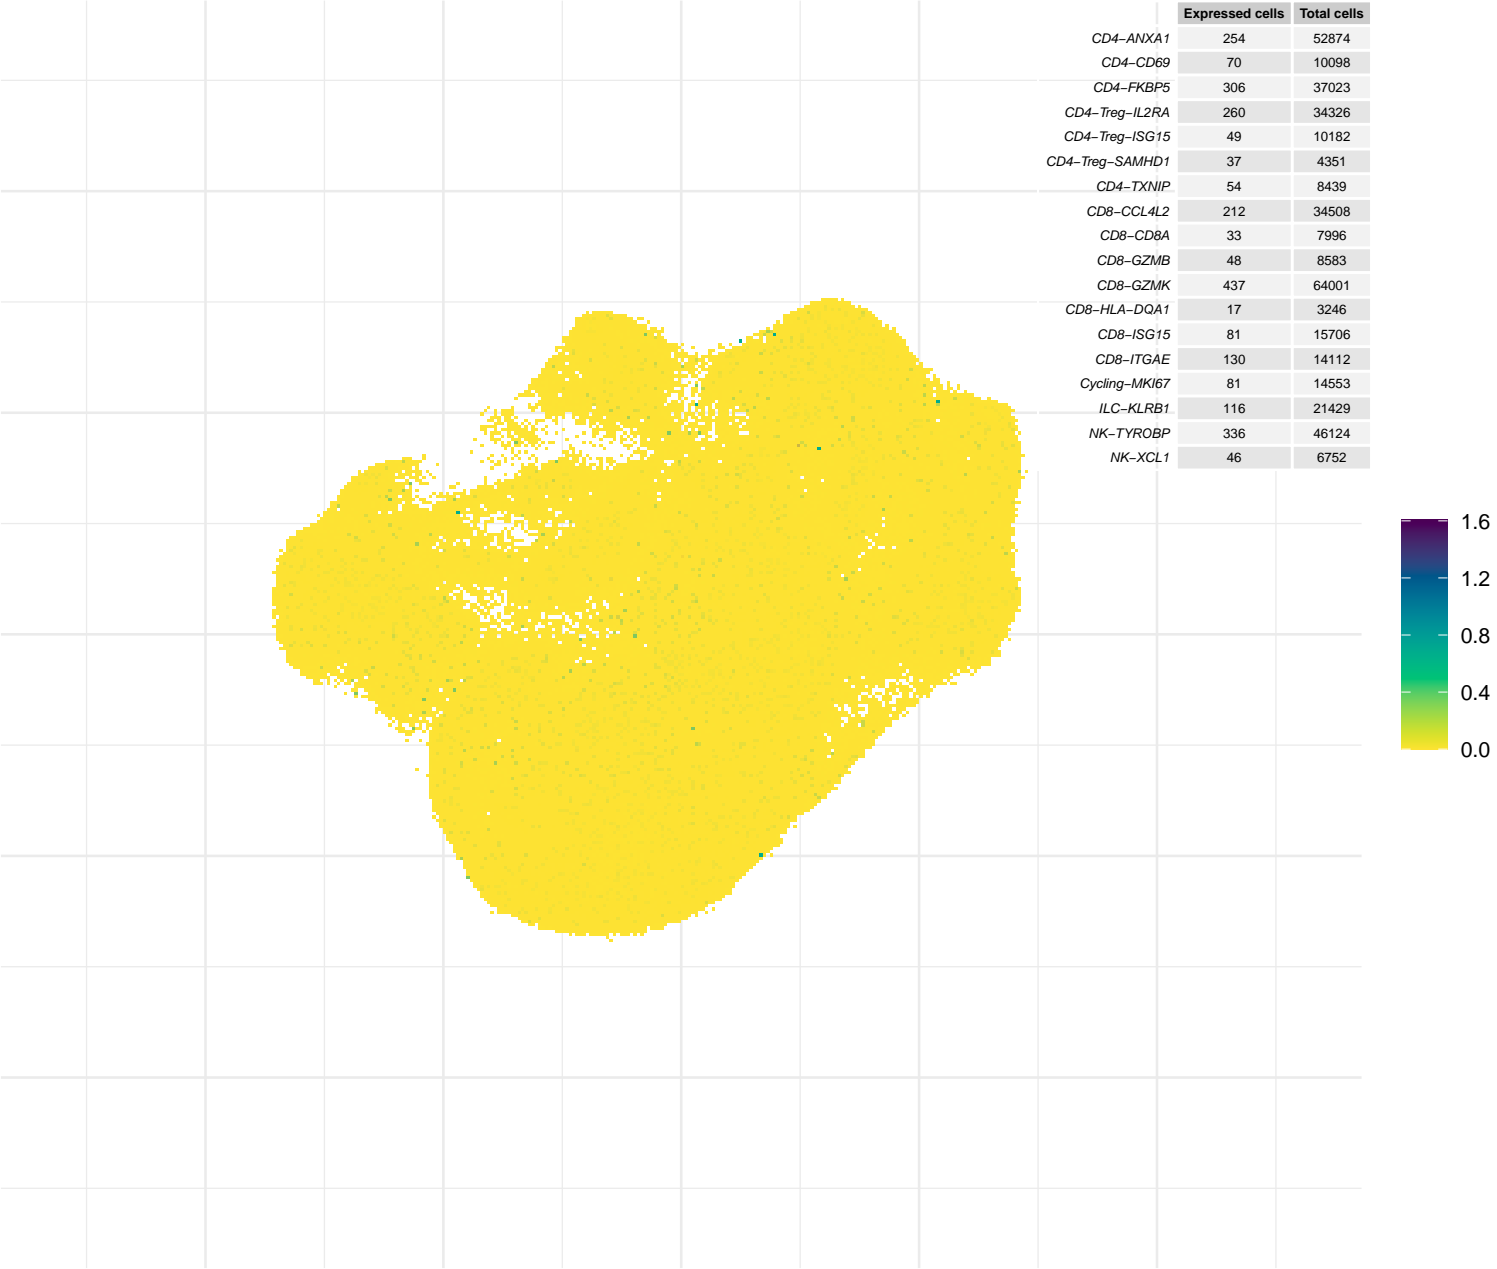 Expressed cells Total cells
CD4−ANXA1 254 52874
CD4−CD69 70 10098
CD4−FKBP5 306 37023
CD4−Treg−IL2RA 260 34326
CD4−Treg−ISG15 49 10182
CD4−Treg−SAMHD1 37 4351
CD4−TXNIP 54 8439
CD8−CCL4L2 212 34508
CD8−CD8A 33 7996
CD8−GZMB 48 8583
CD8−GZMK 437 64001
CD8−HLA−DQA1 17 3246
CD8−ISG15 81 15706
CD8−ITGAE 130 14112
Cycling−MKI67 81 14553
ILC−KLRB1 116 21429
NK−TYROBP 336 46124
NK−XCL1 46 6752
1.6
1.2
0.8
0.4
0.0